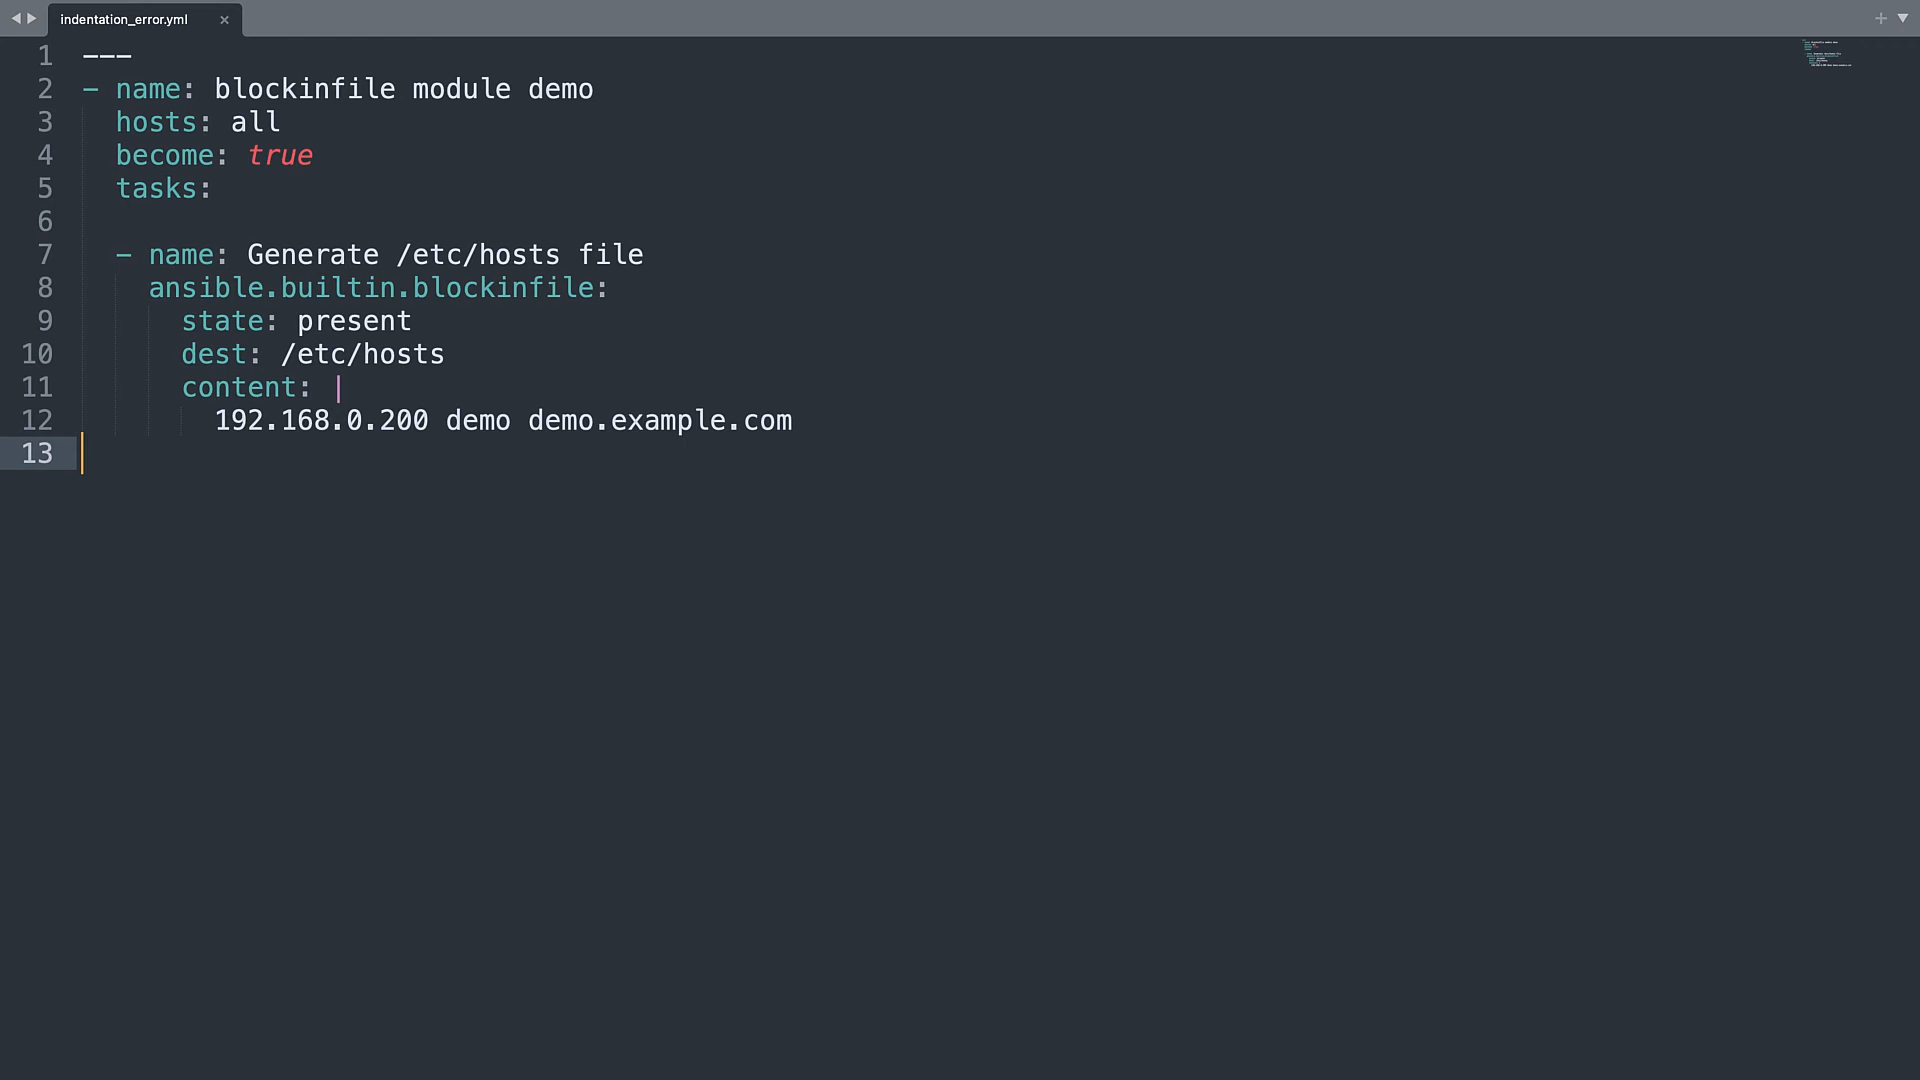 indentation_error.yml
1 ---
2 - name: blockinfile module demo
3   hosts: all
4   become: true
5   tasks:
6
7   - name: Generate /etc/hosts file
8     ansible.builtin.blockinfile:
9       state: present
10       dest: /etc/hosts
11       content: |
12         192.168.0.200 demo demo.example.com
13